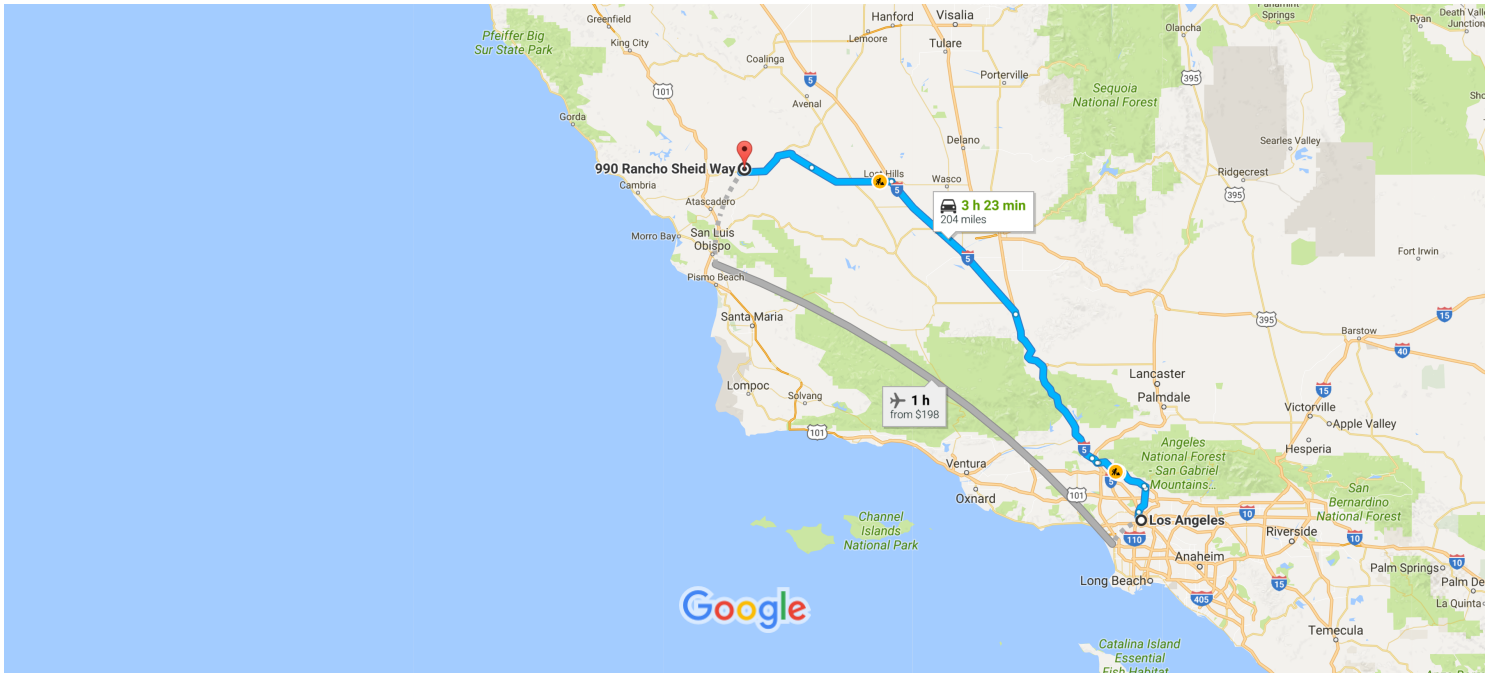 Greenfield
Hanford
Visalia
Panamint
Springs
Ryan
Death Vall
Junction
Pfeiffer Big
Sur State Park
King City
Lemoore
Tulare
Olancha
Coalinga
5
Porterville
395
101
Avenal
Sequoia
National Forest
395
Gorda
Delano
Searles Valley
990 Rancho Sheid Way
Lost Hills
Wasco
Ridgecrest
Cambria
5
395
Atascadero
3 h 23 min
204 miles
Morro Bay
San Luis
Obispo
Fort Irwin
5
Pismo Beach
Santa Maria
395
15
Barstow
40
Lompoc
Solvang
1 h
from $198
Lancaster
Palmdale
15
Victorville
Apple Valley
101
5
Angeles
National Forest
- San Gabriel
Mountains...
Hesperia
Ventura
5
Oxnard
101
San
Bernardino
National Forest
Channel
Islands
National Park
Los Angeles
10
10
110
Riverside
10
Anaheim
Palm Springs
10
Long Beach
15
Palm De
405
La Quinta
Google
Temecula
Catalina Island
Essential
Fish Habitat